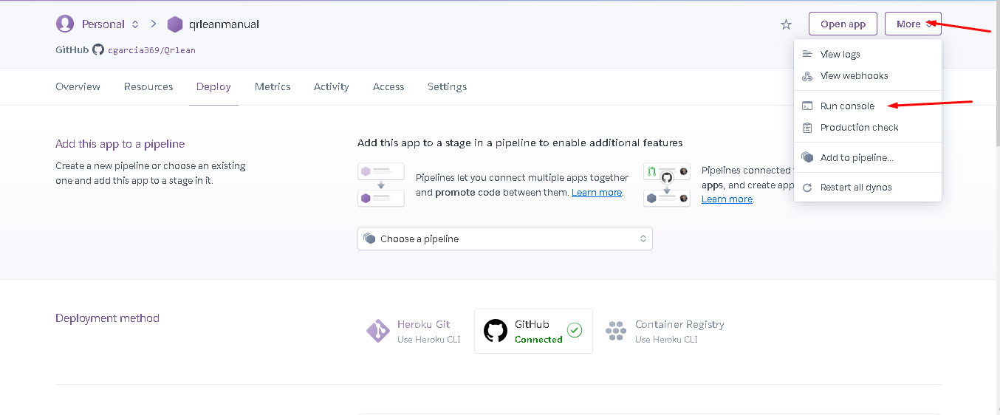 Personal qrleanmanual
Open app
More
GitHub cgarcia369/Qrlean
View logs
View webhooks
Run console
Production check
Add to pipeline...
Restart all dynos
Overview Resources Deploy Metrics Activity Access Settings
Add this app to a pipeline
Create a new pipeline or choose an existing
one and add this app to a stage in it.
Add this app to a stage in a pipeline to enable additional features
Pipelines let you connect multiple apps together
and promote code between them. Learn more.
Pipelines connected
apps, and create app
Learn more.
Choose a pipeline
Deployment method
Heroku Git
Use Heroku CLI
GitHub
Connected
Container Registry
Use Heroku CLI